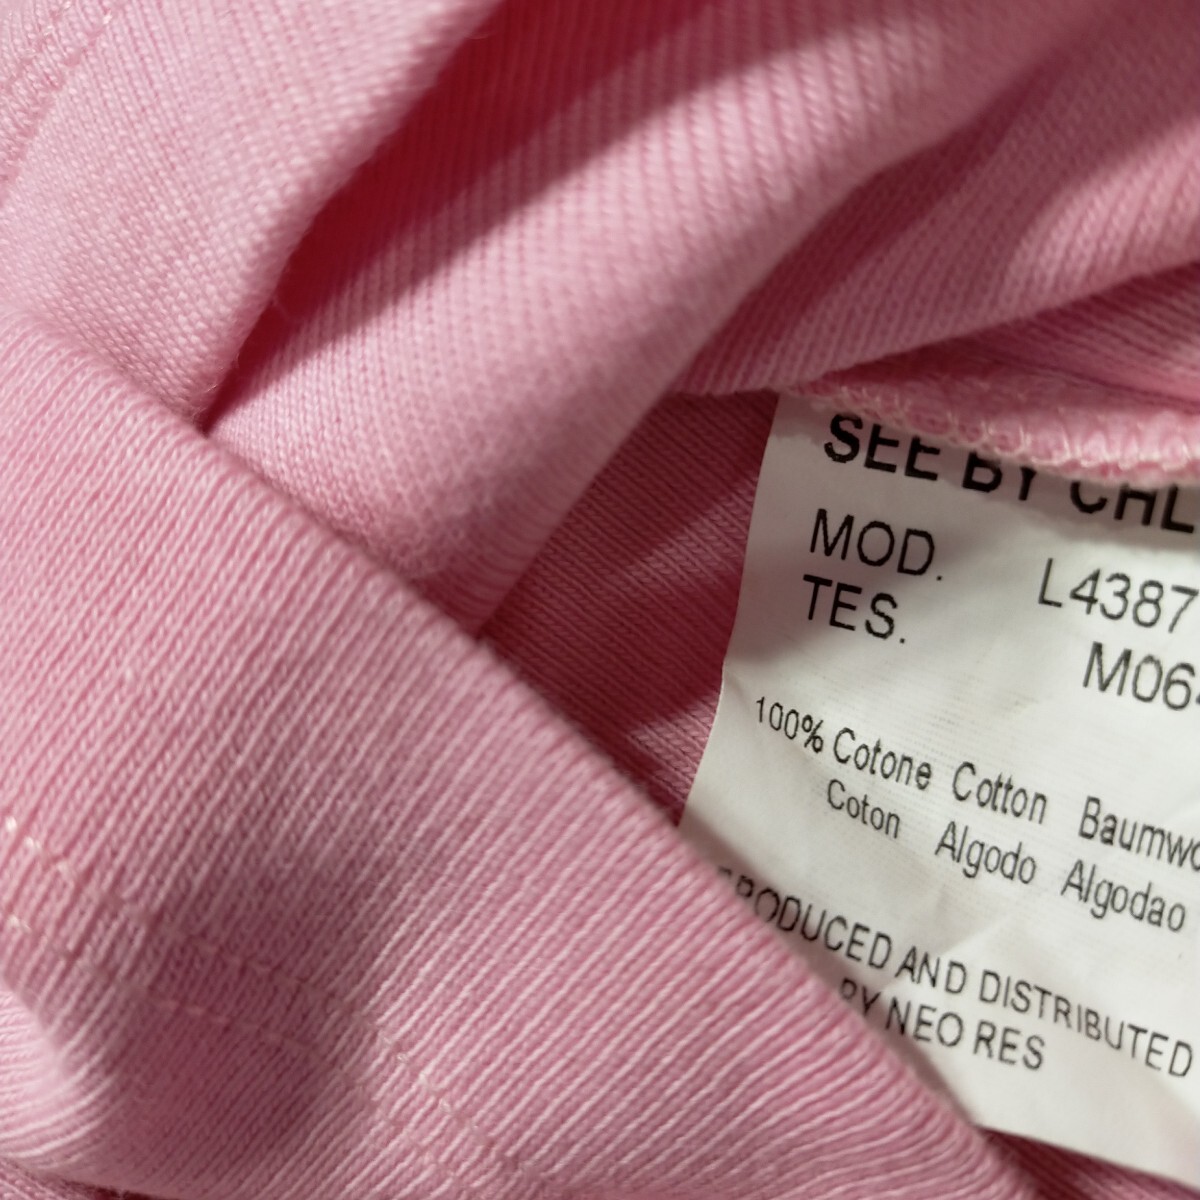 SEE BY CHL
MOD. L4387
TES. M06
100% Cotone Cotton Baumwo
Coton Algodo Algodao
PRODUCED AND DISTRIBUTED
BY NEO RES